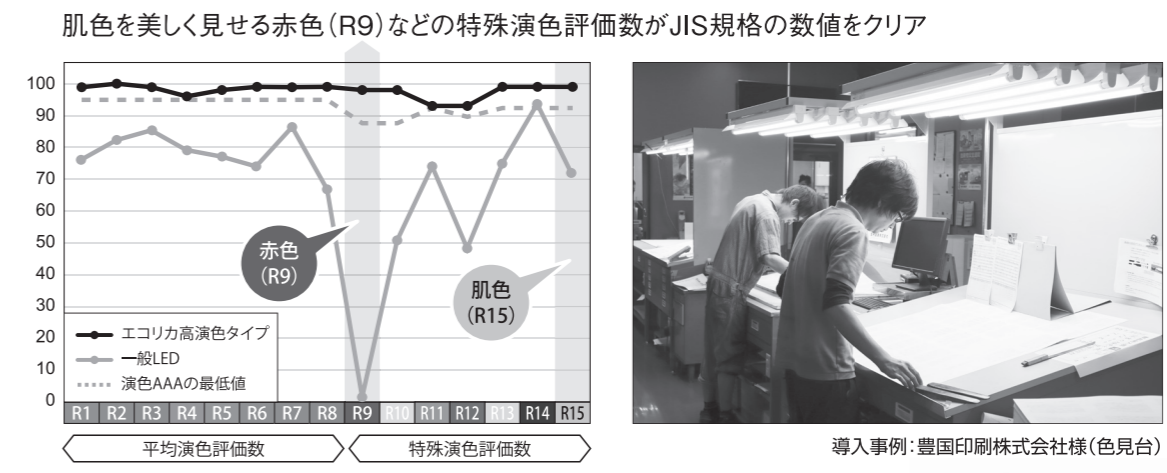 肌色を美しく見せる赤色（R9）などの特殊演色評価数がJIS規格の数値をクリア
100
90
80
70
60
50
40
30
20
10
0
赤色
（R9）
肌色
（R15）
エコリカ高演色タイプ
一般LED
演色AAAの最低値
R1 R2 R3 R4 R5 R6 R7 R8 R9 R10 R11 R12 R13 R14 R15
平均演色評価数 特殊演色評価数
導入事例：豊国印刷株式会社様（色見台）